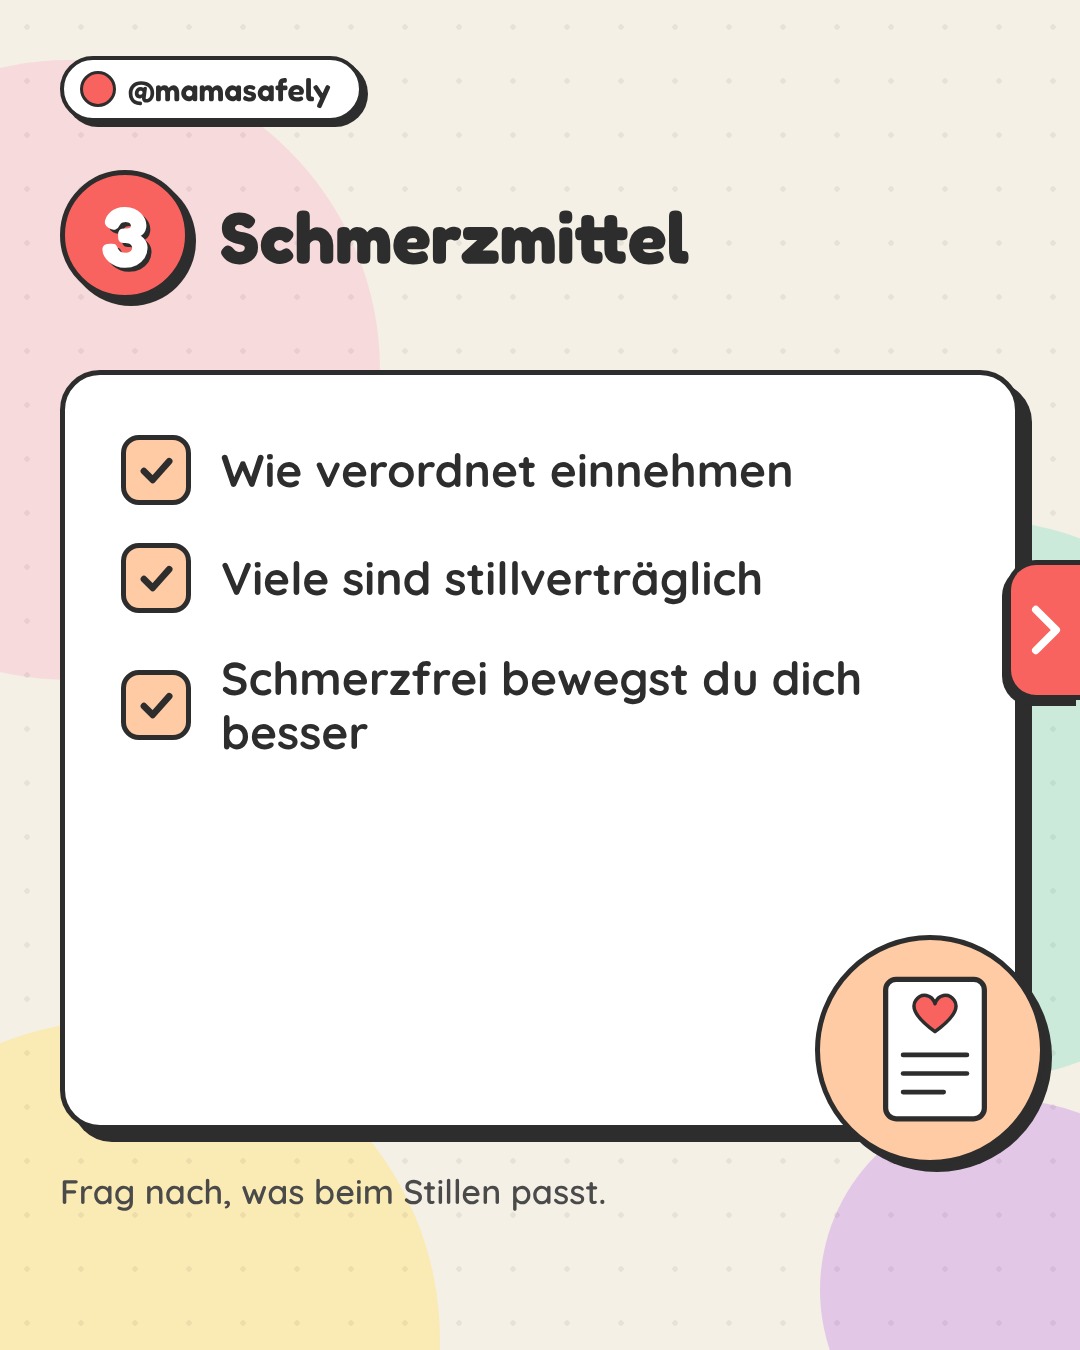 @mamasafely
3 Schmerzmittel
Wie verordnet einnehmen
Viele sind stillverträglich
Schmerzfrei bewegst du dich
besser
Frag nach, was beim Stillen passt.